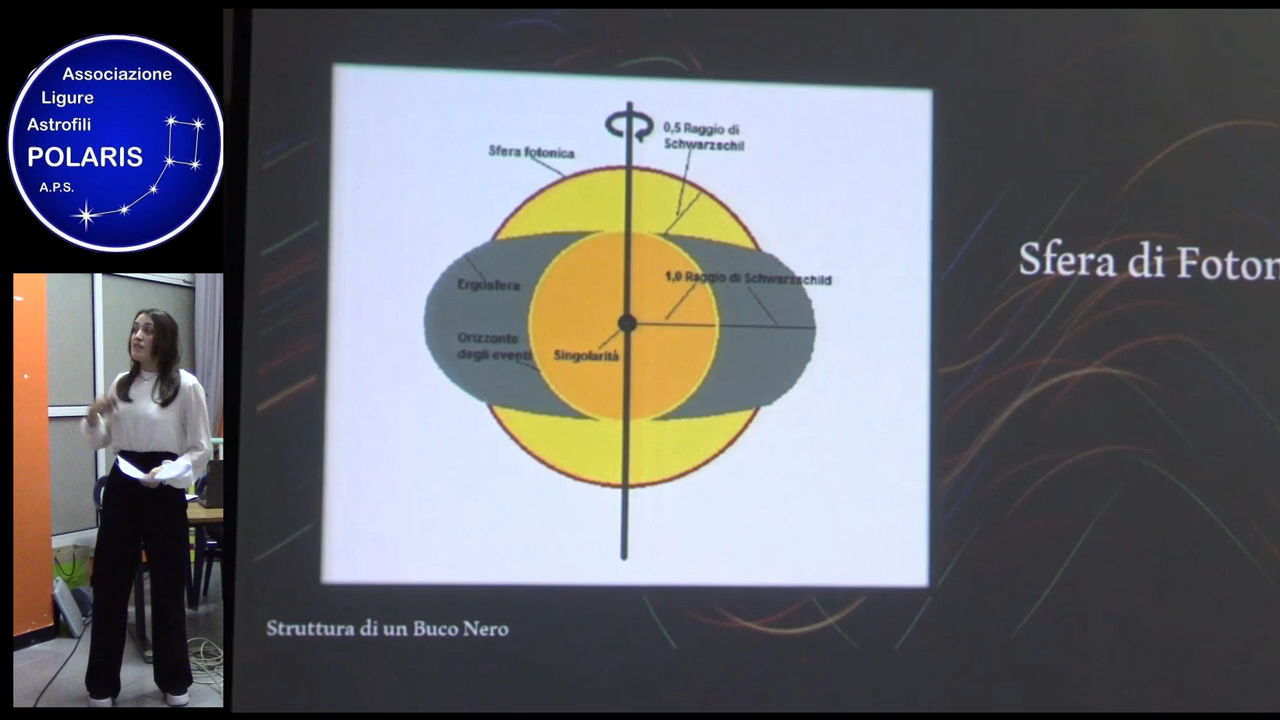 Associazione
Ligure
Astrofili
POLARIS
A.P.S.
0,5 Raggio di
Schwarzschil
Sfera fotonica
1,0 Raggio di Schwarzschild
Ergosfera
Orizzonte
degli eventi
Singolarità
Sfera di Foton
Struttura di un Buco Nero